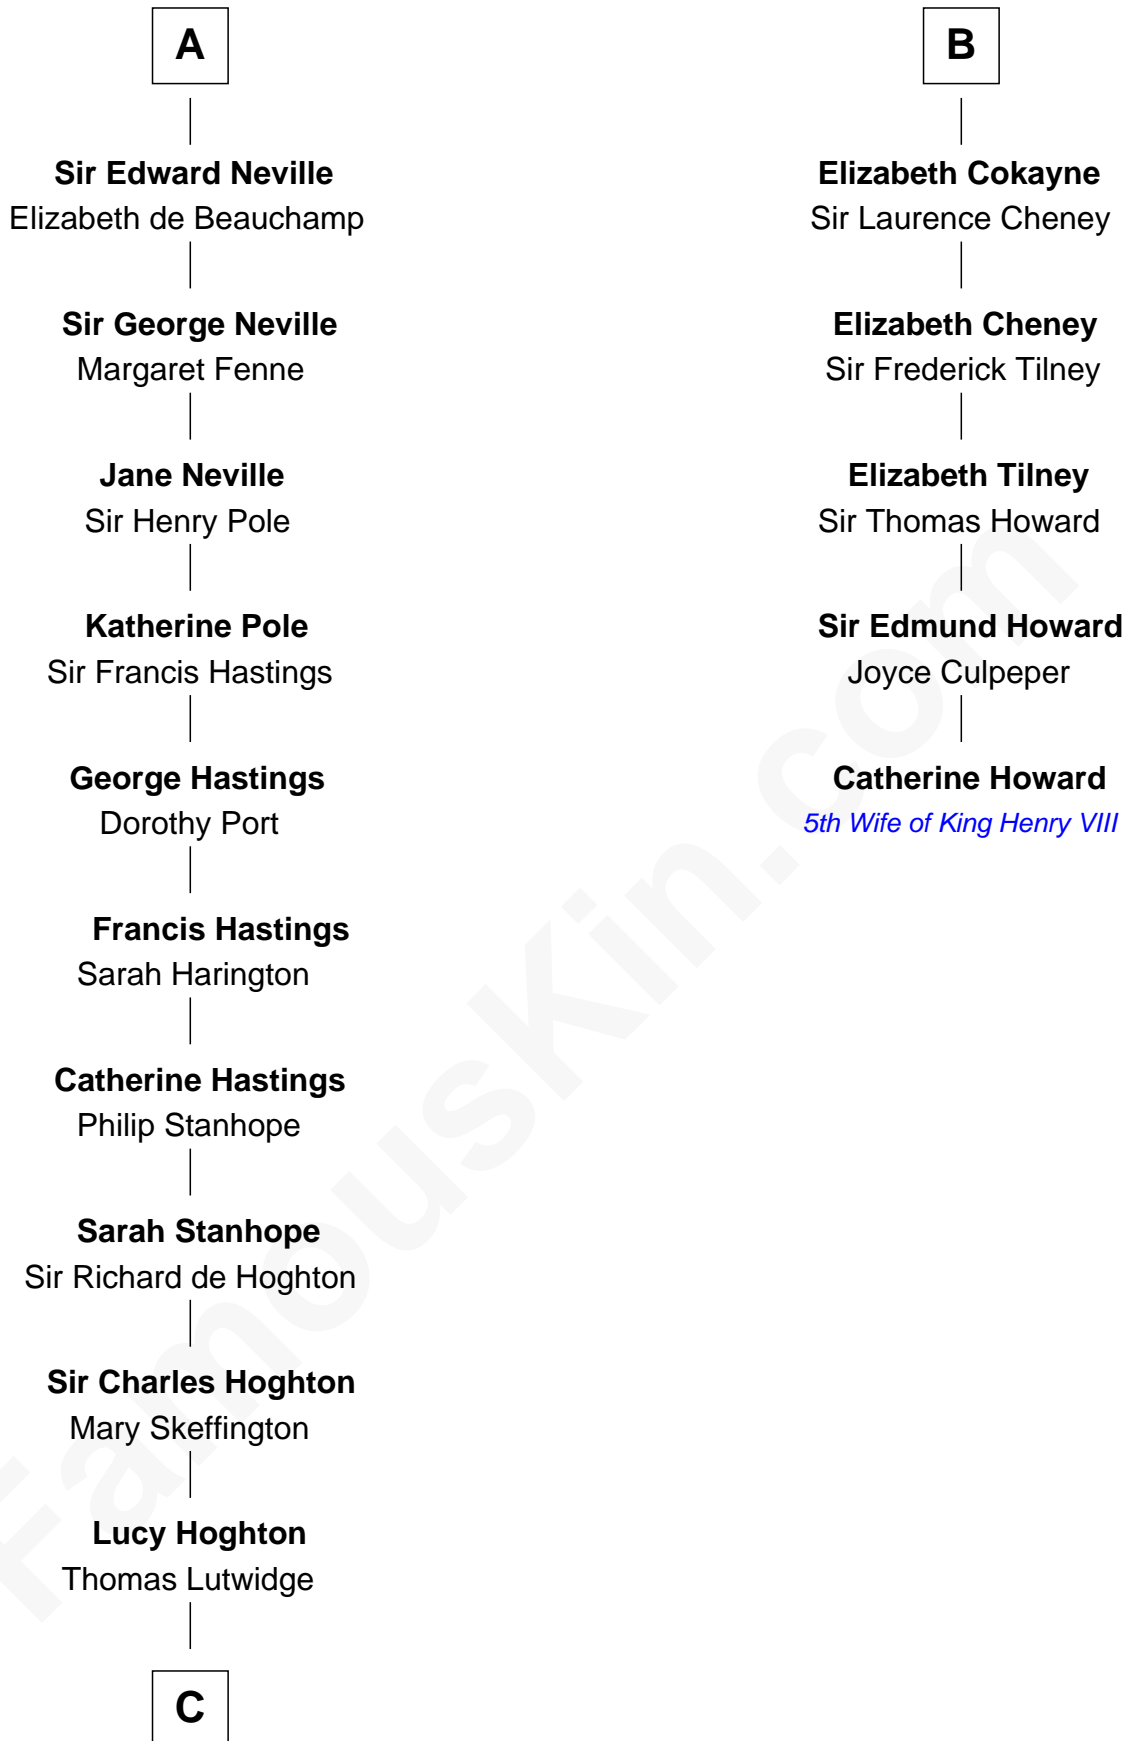 A
Sir Edward Neville
Elizabeth de Beauchamp
Sir George Neville
Margaret Fenne
Jane Neville
Sir Henry Pole
Katherine Pole
Sir Francis Hastings
George Hastings
Dorothy Port
Francis Hastings
Sarah Harington
Catherine Hastings
Philip Stanhope
Sarah Stanhope
Sir Richard de Hoghton
Sir Charles Hoghton
Mary Skeffington
Lucy Hoghton
Thomas Lutwidge
C
B
Elizabeth Cokayne
Sir Laurence Cheney
Elizabeth Cheney
Sir Frederick Tilney
Elizabeth Tilney
Sir Thomas Howard
Sir Edmund Howard
Joyce Culpeper
Catherine Howard
5th Wife of King Henry VIII
FamousKin.com